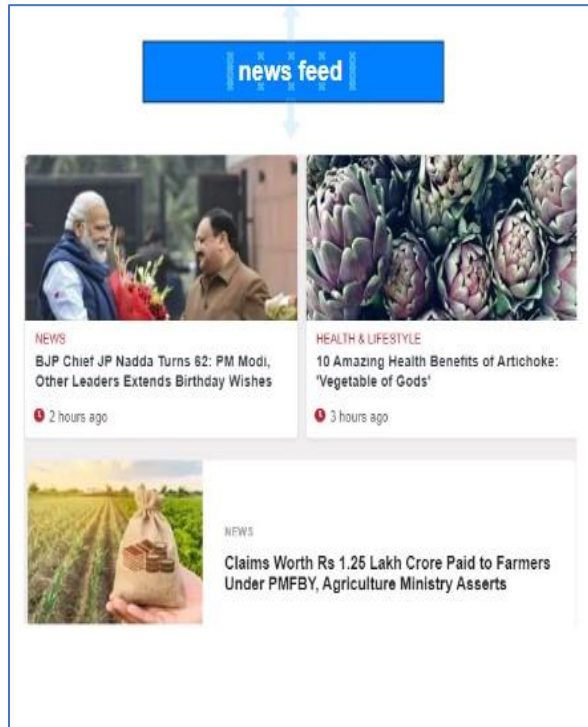 news feed
NEWS
BJP Chief JP Nadda Turns 62: PM Modi,
Other Leaders Extends Birthday Wishes
2 hours ago
HEALTH & LIFESTYLE
10 Amazing Health Benefits of Artichoke:
'Vegetable of Gods'
3 hours ago
NEWS
Claims Worth Rs 1.25 Lakh Crore Paid to Farmers
Under PMFBY, Agriculture Ministry Asserts